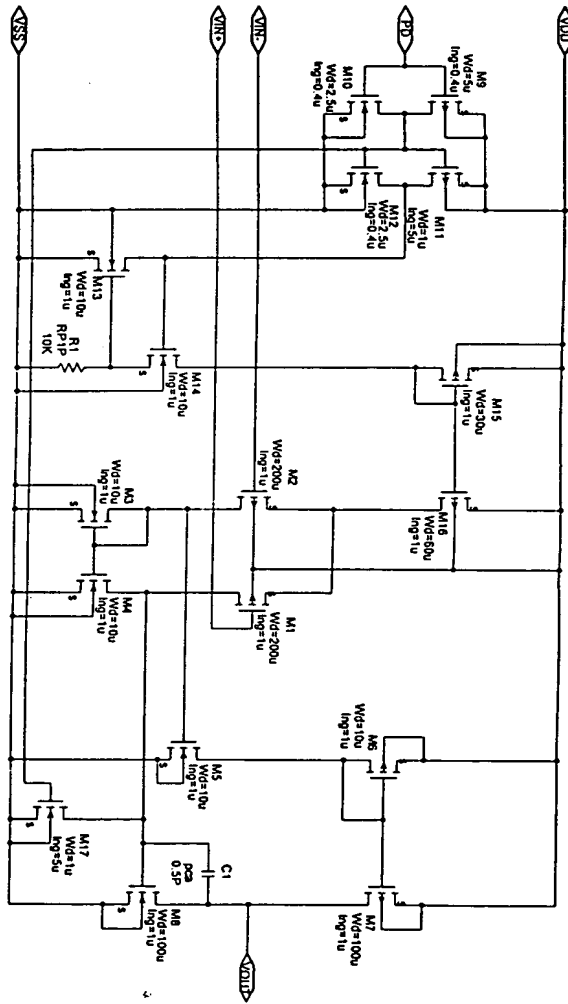 VDD
M9
Wd=5u
lng=0.4u
s
M11
Wd=1u
lng=5u
s
PD
M10
Wd=2.5u
lng=0.4u
s
M12
Wd=2.5u
lng=0.4u
s
M15
Wd=30u
lng=1u
s
M16
Wd=60u
lng=1u
s
M6
Wd=10u
lng=1u
s
M7
Wd=100u
lng=1u
s
VIN-
M2
Wd=200u
lng=1u
s
M1
Wd=200u
lng=1u
s
VOUT
VIN+
M14
Wd=10u
lng=1u
s
M5
Wd=10u
lng=1u
s
C1
pca
0.5P
M13
Wd=10u
lng=1u
s
R1
RP1P
10K
M3
Wd=10u
lng=1u
s
M4
Wd=10u
lng=1u
s
M17
Wd=1u
lng=5u
s
M8
Wd=100u
lng=1u
s
VSS